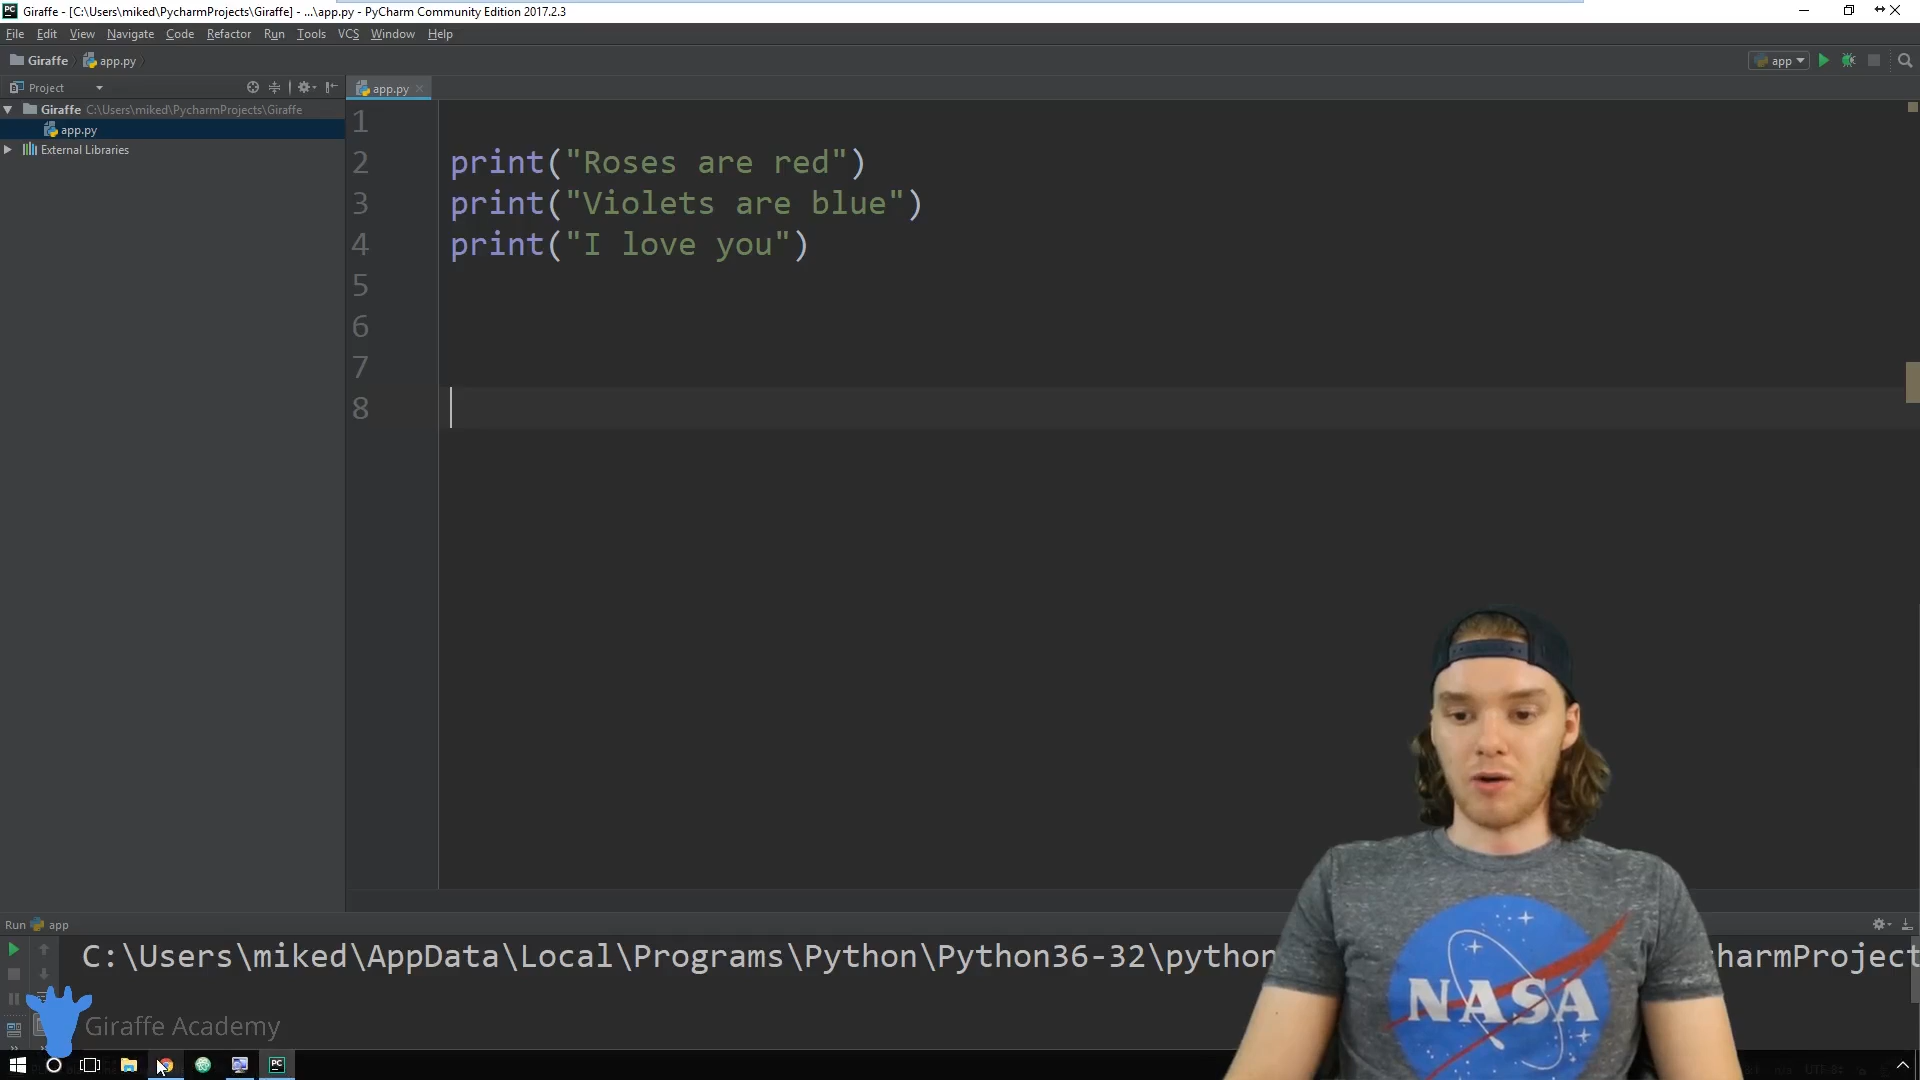 Giraffe - [C:\Users\miked\PycharmProjects\Giraffe] - ...\app.py - PyCharm Community Edition 2017.2.3
File Edit View Navigate Code Refactor Run Tools VCS Window Help
Giraffe app.py
app
Project
app.py
Giraffe C:\Users\miked\PycharmProjects\Giraffe
app.py
External Libraries
1
2 print("Roses are red")
3 print("Violets are blue")
4 print("I love you")
5
6
7
8
Run app
C:\Users\miked\AppData\Local\Programs\Python\Python36-32\python
charmProject
Giraffe Academy
NASA